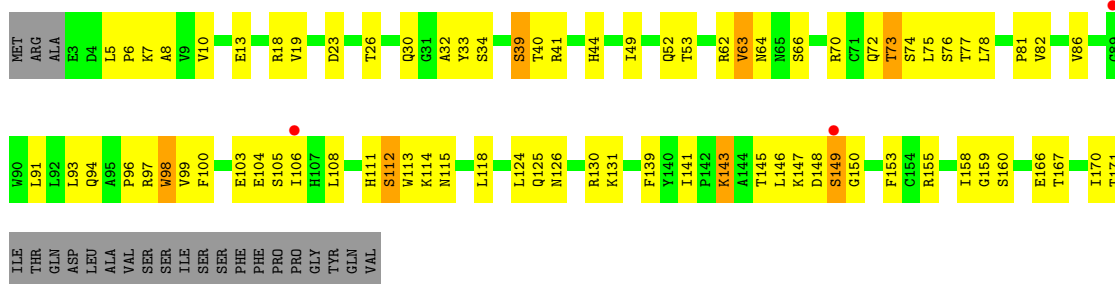 MET ARG ALA E3 D4 L5 P6 K7 A8 V9 V10 E13 R18 V19 D23 T26 Q30 G31 A32 Y33 S34 S39 T40 R41 H44 I49 Q52 T53 R62 V63 N64 N65 S66 R70 C71 Q72 T73 S74 L75 S76 T77 L78 P81 V82 V86 G89
W90 L91 L92 L93 Q94 A95 P96 R97 W98 V99 F100 E103 E104 S105 I106 H107 L108 H111 S112 W113 K114 N115 L118 L124 Q125 N126 R130 K131 F139 Y140 I141 P142 K143 A144 T145 L146 K147 D148 S149 G150 F153 C154 R155 I158 G159 S160 E166 T167 I170 T171
ILE THR GLN ASP LEU ALA VAL SER SER ILE SER SER PHE PHE PRO PRO GLY TYR GLN VAL